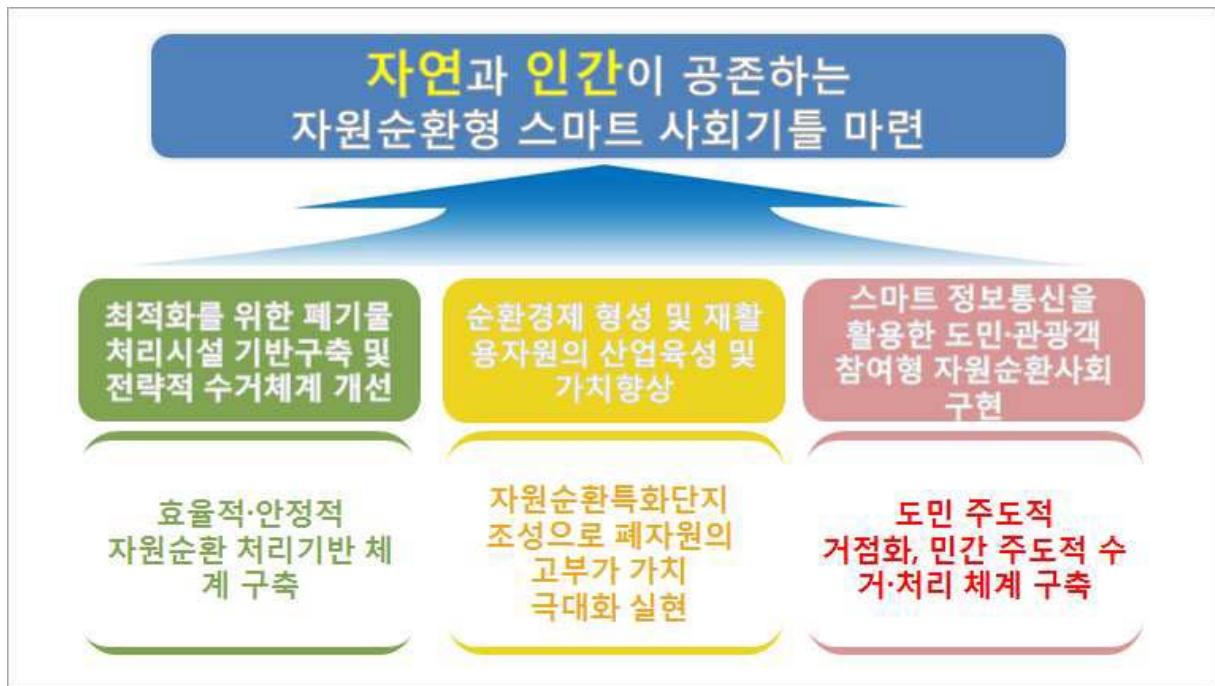 자연과 인간이 공존하는
자원순환형 스마트 사회기틀 마련
최적화를 위한 폐기물
처리시설 기반구축 및
전략적 수거체계 개선
순환경제 형성 및 재활
용자원의 산업육성 및
가치향상
스마트 정보통신을
활용한 도민·관광객
참여형 자원순환사회
구현
효율적·안정적
자원순환 처리기반 체
계 구축
자원순환특화단지
조성으로 폐자원의
고부가 가치
극대화 실현
도민 주도적
거점화, 민간 주도적 수
거·처리 체계 구축